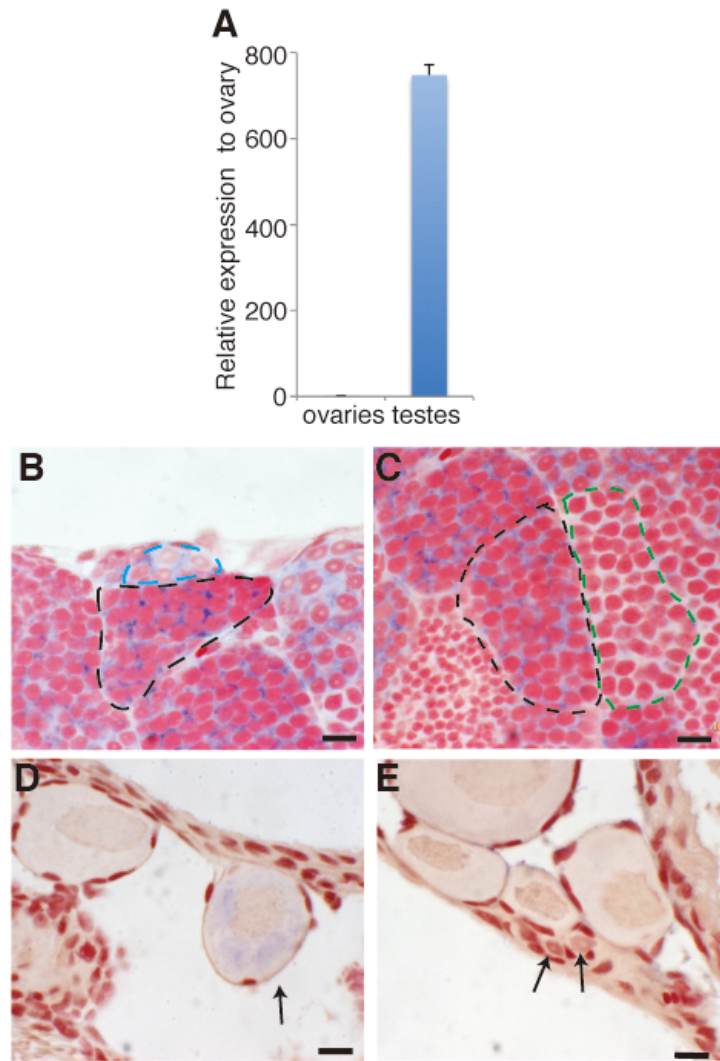 A
Relative expression to ovary
800
600
400
200
0
ovaries testes
B
C
D
E